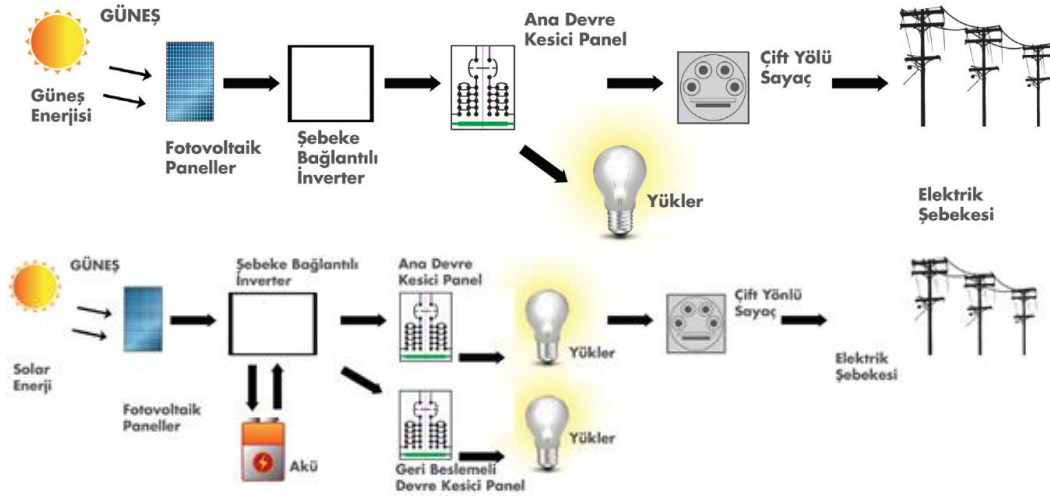 GÜNEŞ
Güneş
Enerjisi
Fotovoltaik
Paneller
Şebeke
Bağlantılı
İnverter
Ana Devre
Kesici Panel
Yükler
Çift Yölü
Sayaç
Elektrik
Şebekesi
GÜNEŞ
Solar
Enerji
Fotovoltaik
Paneller
Şebeke Bağlantılı
İnverter
Akü
Ana Devre
Kesici Panel
Yükler
Geri Beslemeli
Devre Kesici Panel
Yükler
Çift Yönlü
Sayaç
Elektrik
Şebekesi